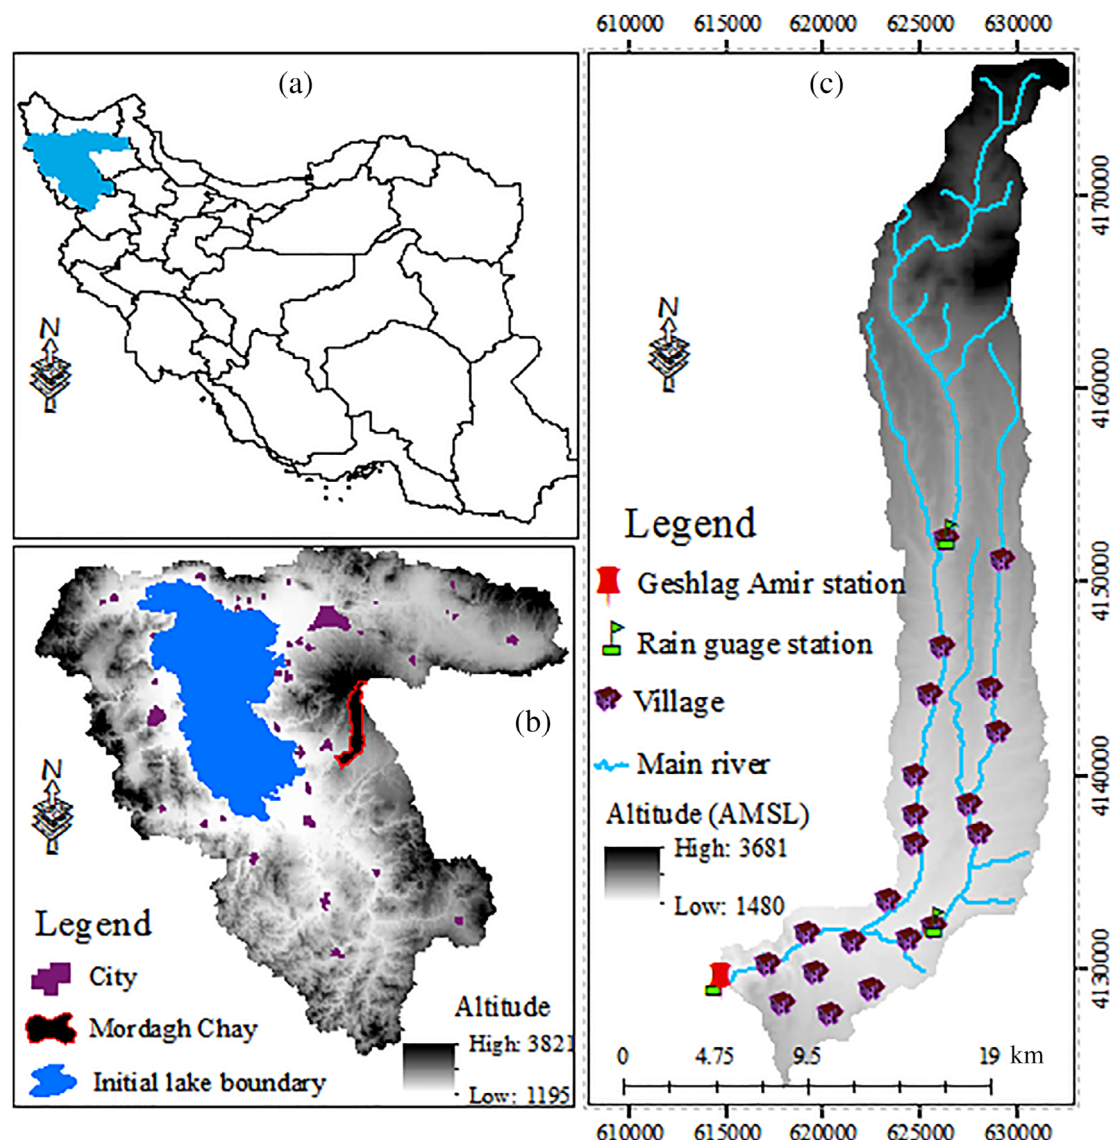 610000 615000 620000 625000 630000
(a)
N
(b)
N
Legend
City
Mordagh Chay
Initial lake boundary
Altitude
High: 3821
Low: 1195
(c)
N
4170000
4160000
4150000
4140000
4130000
Legend
Geshlag Amir station
Rain guage station
Village
Main river
Altitude (AMSL)
High: 3681
Low: 1480
0 4.75 9.5 19 km
610000 615000 620000 625000 630000